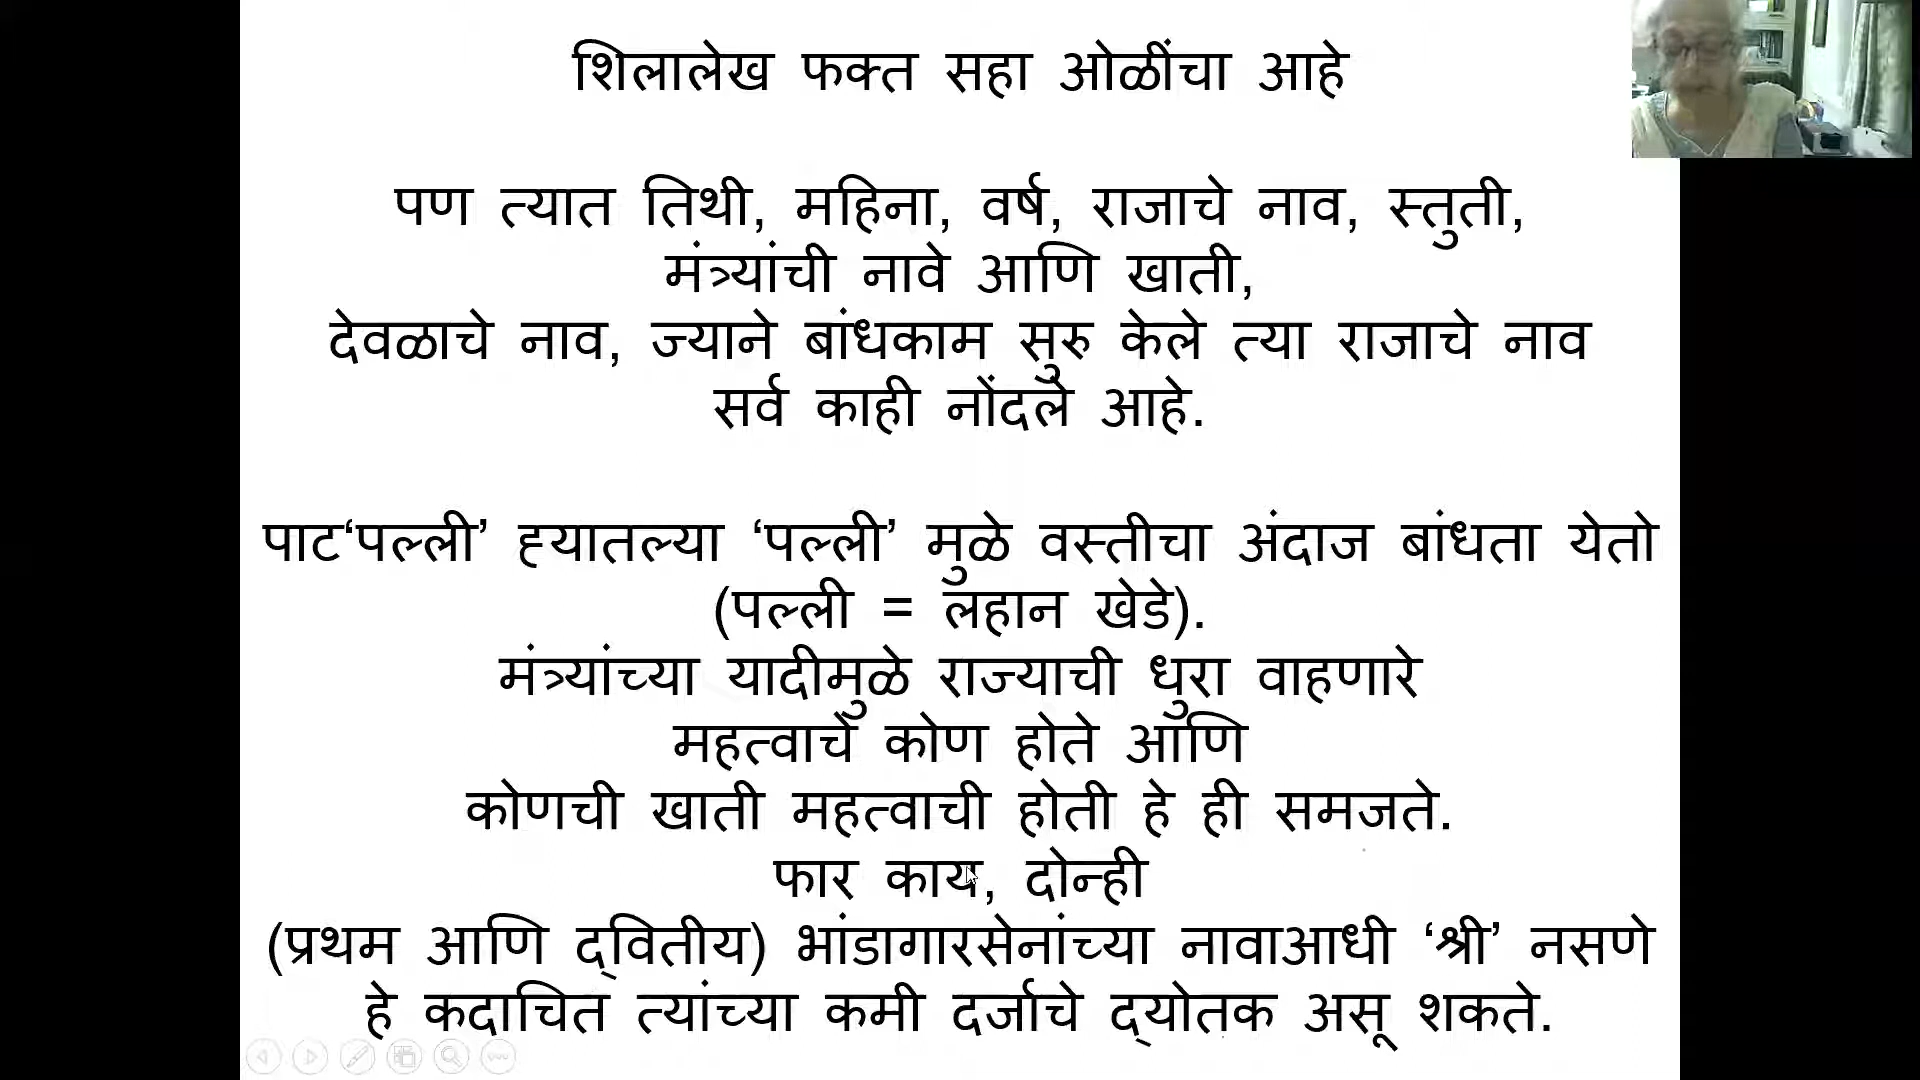 शिलालेख फक्त सहा ओळींचा आहे
पण त्यात तिथी, महिना, वर्ष, राजाचे नाव, स्तुती,
मंत्र्यांची नावे आणि खाती,
देवळाचे नाव, ज्याने बांधकाम सुरु केले त्या राजाचे नाव
सर्व काही नोंदले आहे.
पाट‘पल्ली’ ह्यातल्या ‘पल्ली’ मुळे वस्तीचा अंदाज बांधता येतो
(पल्ली = लहान खेडे).
मंत्र्यांच्या यादीमुळे राज्याची धुरा वाहणारे
महत्वाचे कोण होते आणि
कोणची खाती महत्वाची होती हे ही समजते.
फार काय, दोन्ही
(प्रथम आणि द्वितीय) भांडागारसेनांच्या नावाआधी ‘श्री’ नसणे
हे कदाचित त्यांच्या कमी दर्जाचे द्योतक असू शकते.